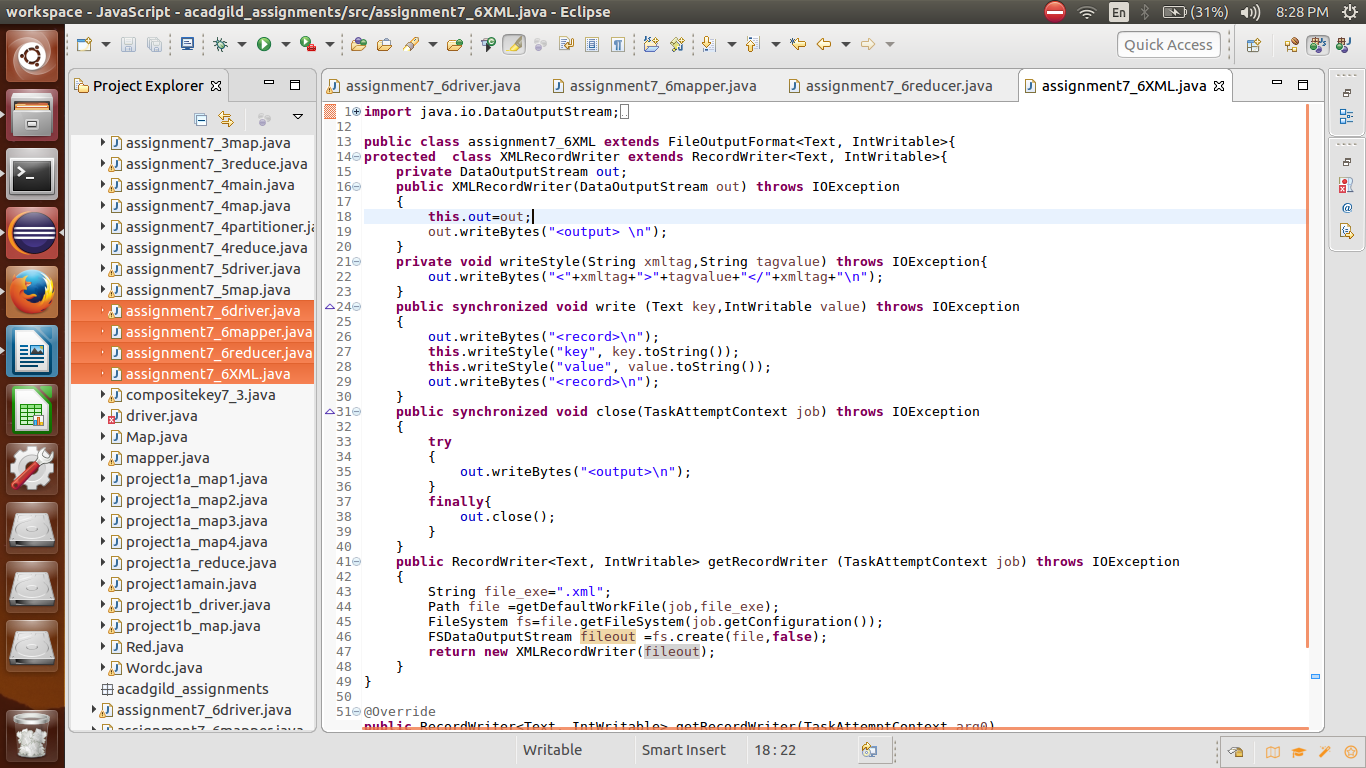 workspace - JavaScript - acadgild_assignments/src/assignment7_6XML.java - Eclipse
En
(31%)
8:28 PM
Quick Access
Project Explorer
assignment7_3map.java
assignment7_3reduce.java
assignment7_4main.java
assignment7_4map.java
assignment7_4partitioner.ja
assignment7_4reduce.java
assignment7_5driver.java
assignment7_5map.java
assignment7_6driver.java
assignment7_6mapper.java
assignment7_6reducer.java
assignment7_6XML.java
compositekey7_3.java
driver.java
Map.java
mapper.java
project1a_map1.java
project1a_map2.java
project1a_map3.java
project1a_map4.java
project1a_reduce.java
project1amain.java
project1b_driver.java
project1b_map.java
Red.java
Wordc.java
acadgild_assignments
assignment7_6driver.java
assignment7_6mapper.java
assignment7_6driver.java
assignment7_6mapper.java
assignment7_6reducer.java
assignment7_6XML.java
1 import java.io.DataOutputStream;
12
13 public class assignment7_6XML extends FileOutputFormat<Text, IntWritable>{
14 protected  class XMLRecordWriter extends RecordWriter<Text, IntWritable>{
15     private DataOutputStream out;
16     public XMLRecordWriter(DataOutputStream out) throws IOException
17     {
18         this.out=out;
19         out.writeBytes("<output> \n");
20     }
21     private void writeStyle(String xmltag,String tagvalue) throws IOException{
22         out.writeBytes("<"+xmltag+">"+tagvalue+"</"+xmltag+"\n");
23     }
24     public synchronized void write (Text key,IntWritable value) throws IOException
25     {
26         out.writeBytes("<record>\n");
27         this.writeStyle("key", key.toString());
28         this.writeStyle("value", value.toString());
29         out.writeBytes("<record>\n");
30     }
31     public synchronized void close(TaskAttemptContext job) throws IOException
32     {
33         try
34         {
35             out.writeBytes("<output>\n");
36         }
37         finally{
38             out.close();
39         }
40     }
41     public RecordWriter<Text, IntWritable> getRecordWriter (TaskAttemptContext job) throws IOException
42     {
43         String file_exe=".xml";
44         Path file =getDefaultWorkFile(job,file_exe);
45         FileSystem fs=file.getFileSystem(job.getConfiguration());
46         FSDataOutputStream fileout =fs.create(file,false);
47         return new XMLRecordWriter(fileout);
48     }
49 }
50
51 @Override
public RecordWriter<Text, IntWritable> getRecordWriter(TaskAttemptContext arg0)
Writable
Smart Insert
18 : 22